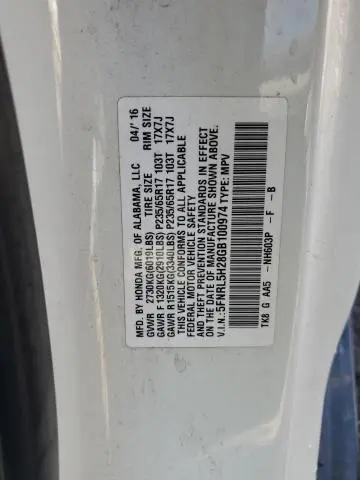 MFD. BY HONDA MFG. OF ALABAMA, LLC 04/'16
GVWR 2730KG(6019LBS) TIRE SIZE RIM SIZE
GAWR F 1320KG(2910LBS) P235/65R17 103T 17X7J
GAWR R1515KG(3340LBS) P235/65R17 103T 17X7J
THIS VEHICLE CONFORMS TO ALL APPLICABLE
FEDERAL MOTOR VEHICLE SAFETY
AND THEFT PREVENTION STANDARDS IN EFFECT
ON THE DATE OF MANUFACTURE SHOWN ABOVE.
V.I.N.:5FNRL5H28GB100974 TYPE: MPV
TK8 G AA5 -NH603P -F -B